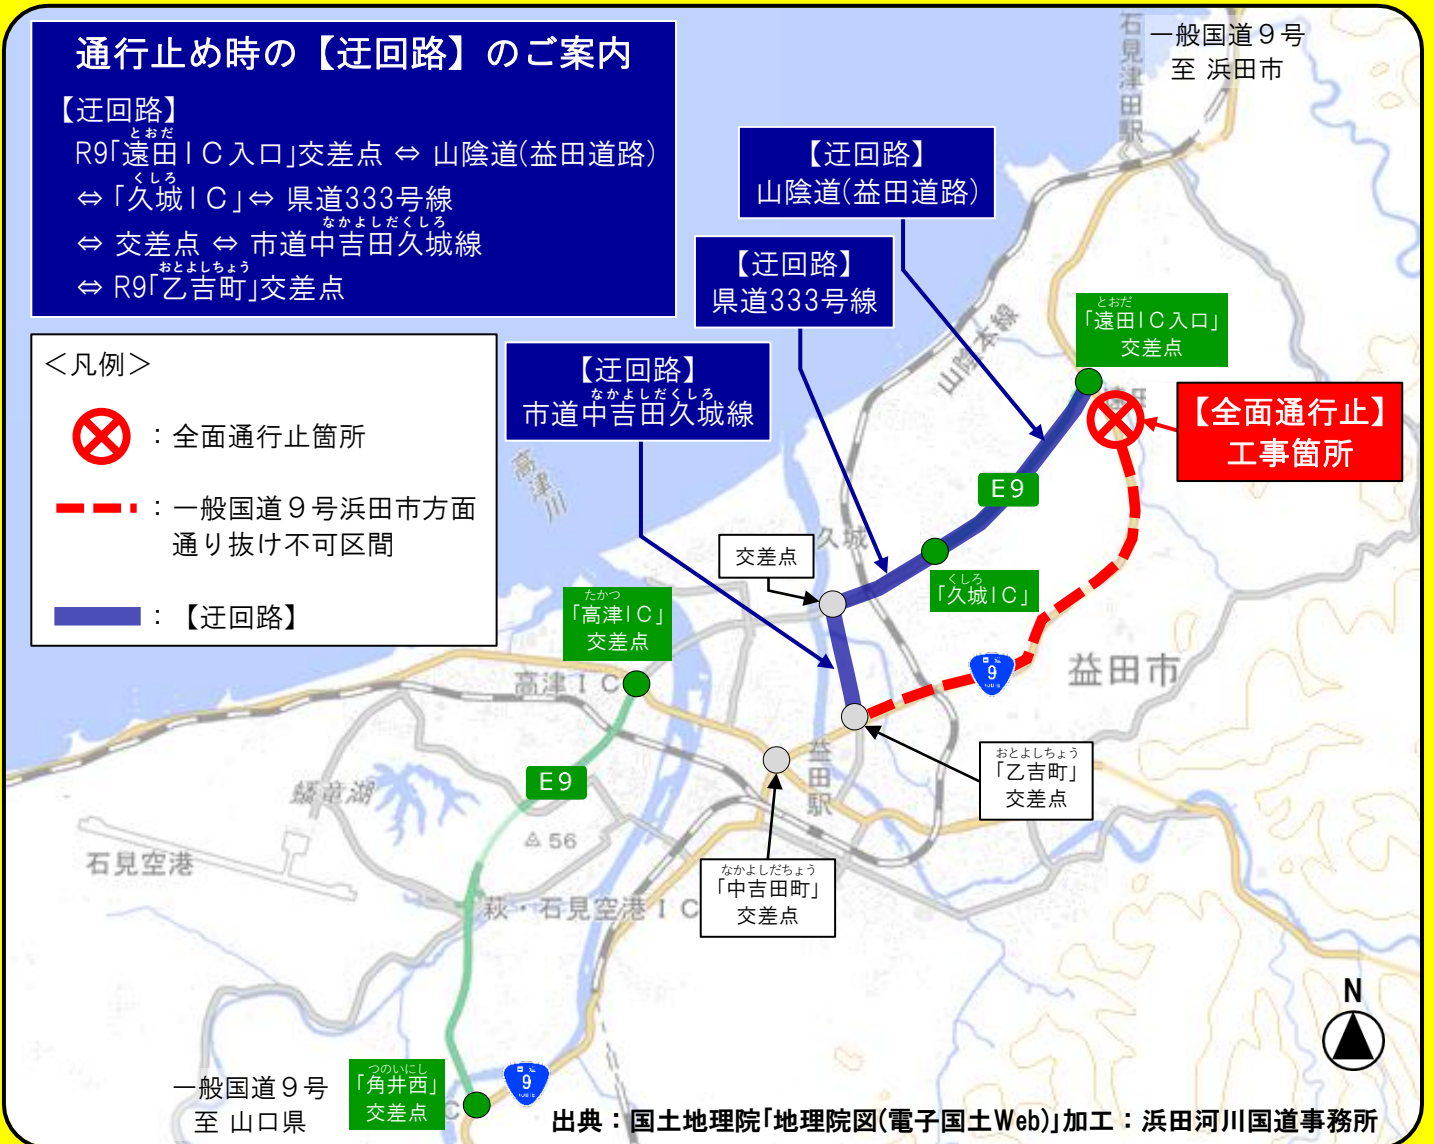 通行止め時の【迂回路】のご案内
【迂回路】
とおだ
R9｢遠田ＩＣ入口｣交差点 ⇔ 山陰道(益田道路)
くしろ
⇔ ｢久城ＩＣ｣ ⇔ 県道333号線
なかよしだくしろ
⇔ 交差点 ⇔ 市道中吉田久城線
おとよしちょう
⇔ R9｢乙吉町｣交差点
＜凡例＞
：全面通行止箇所
：一般国道９号浜田市方面
通り抜け不可区間
：【迂回路】
【迂回路】
山陰道(益田道路)
【迂回路】
県道333号線
【迂回路】
なかよしだくしろ
市道中吉田久城線
一般国道９号
至 浜田市
石見津田駅
山陰本線
とおだ
｢遠田ＩＣ入口｣
交差点
遠田
【全面通行止】
工事箇所
E9
高津川
久城
交差点
くしろ
｢久城ＩＣ｣
たかつ
｢高津ＩＣ｣
交差点
高津ＩＣ
9
益田市
益田駅
おとよしちょう
｢乙吉町｣
交差点
E9
蟠竜湖
56
石見空港
萩・石見空港ＩＣ
なかよしだちょう
｢中吉田町｣
交差点
N
一般国道９号
至 山口県
つのいにし
｢角井西｣
交差点
C
9
出典：国土地理院｢地理院図(電子国土Web)｣加工：浜田河川国道事務所